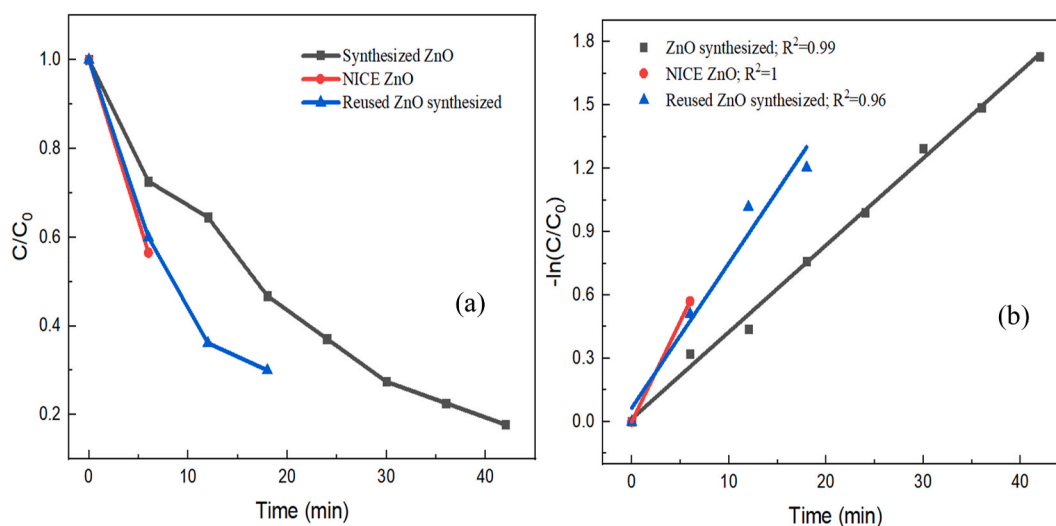 (a)
Synthesized ZnO
NICE ZnO
Reused ZnO synthesized
C/C₀
1.0
0.8
0.6
0.4
0.2
0
10
20
30
40
Time (min)
(b)
ZnO synthesized; R²=0.99
NICE ZnO; R²=1
Reused ZnO synthesized; R²=0.96
-ln(C/C₀)
1.8
1.5
1.2
0.9
0.6
0.3
0.0
0
10
20
30
40
Time (min)